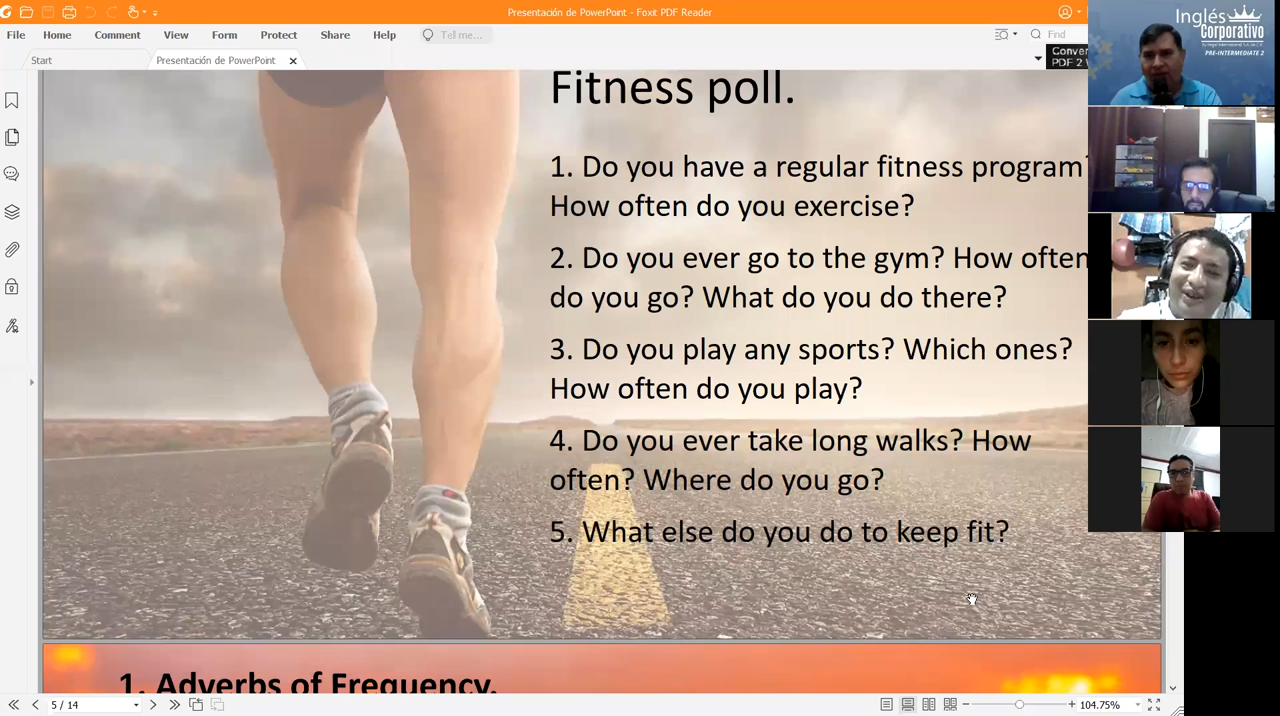 Presentación de PowerPoint - Foxit PDF Reader
File Home Comment View Form Protect Share Help Tell me... Find
Start Presentación de PowerPoint
PDF 2
Inglés
Corporativo
PRE-INTERMEDIATE 2
Fitness poll.
1. Do you have a regular fitness program?
How often do you exercise?
2. Do you ever go to the gym? How often
do you go? What do you do there?
3. Do you play any sports? Which ones?
How often do you play?
4. Do you ever take long walks? How
often? Where do you go?
5. What else do you do to keep fit?
1. Adverbs of Frequency.
5 / 14
104.75%